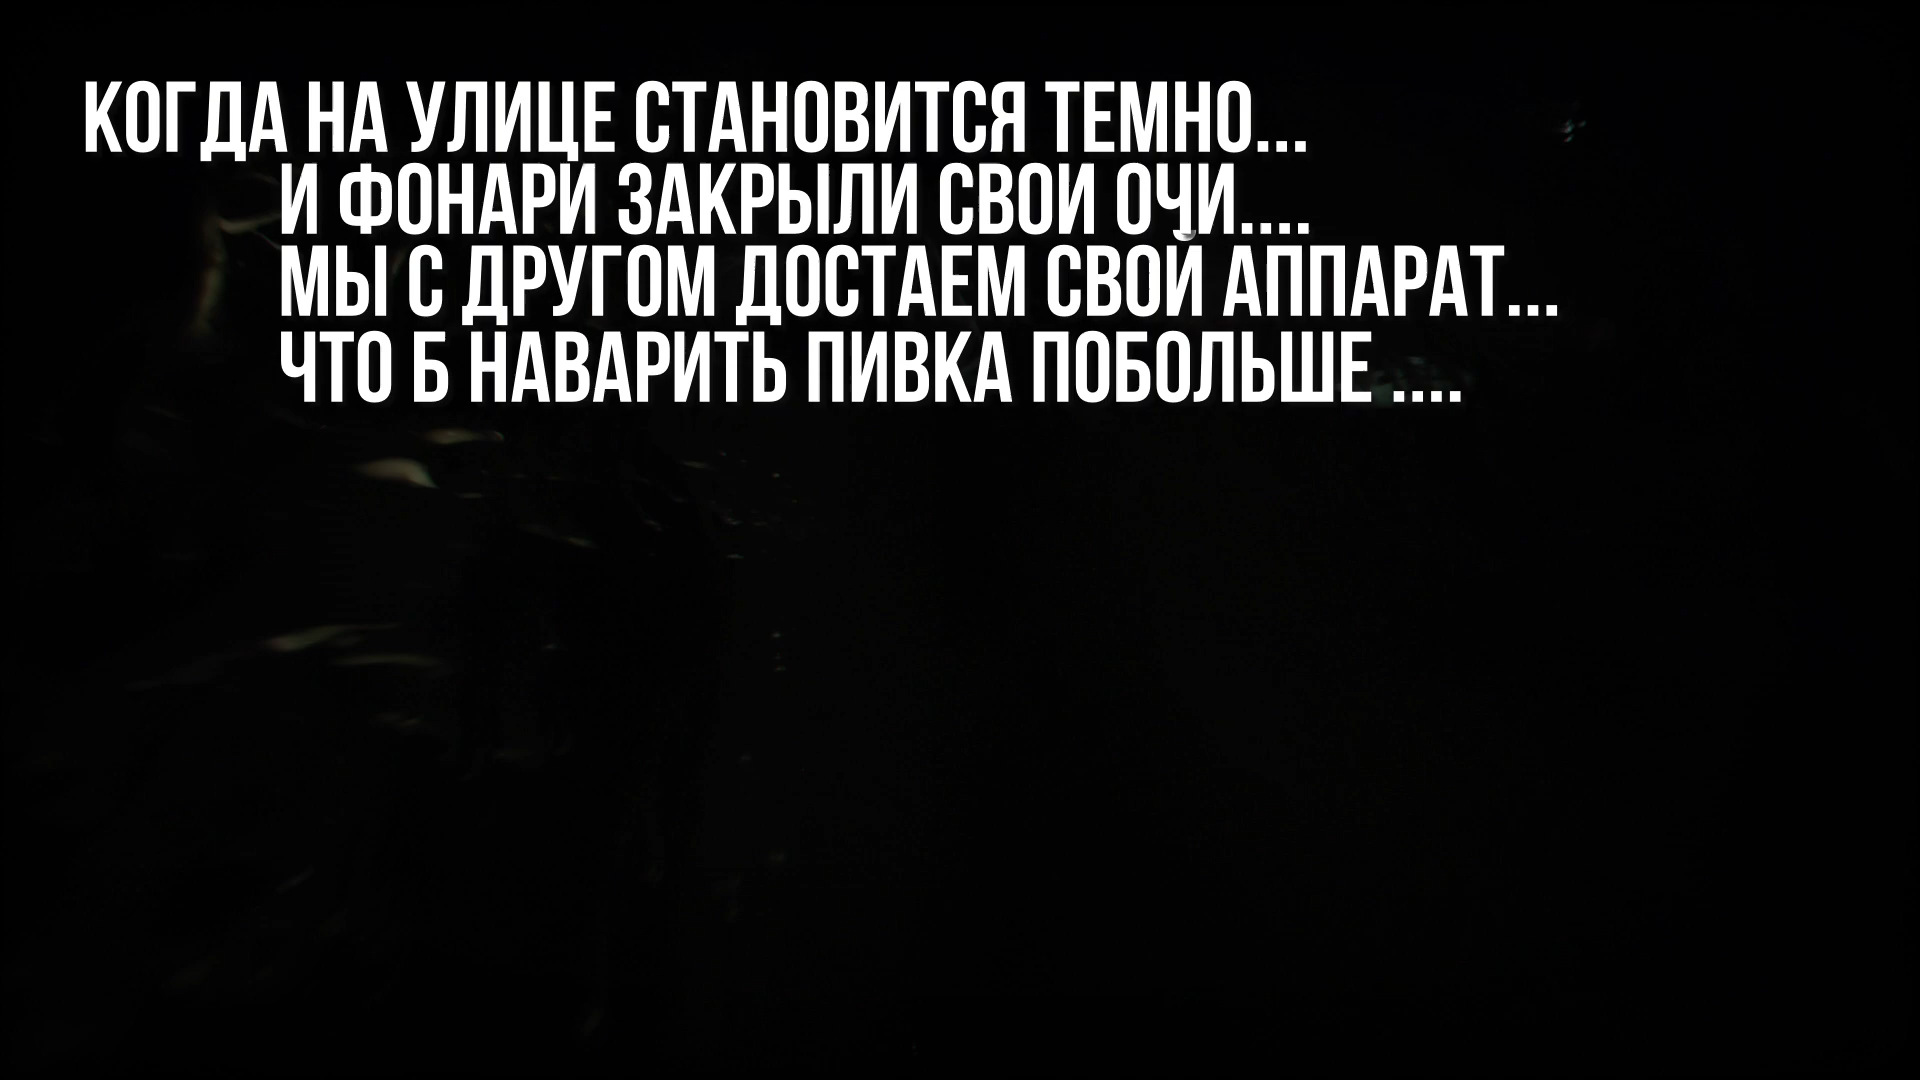 КОГДА НА УЛИЦЕ СТАНОВИТСЯ ТЕМНО...
И ФОНАРИ ЗАКРЫЛИ СВОИ ОЧИ....
МЫ С ДРУГОМ ДОСТАЕМ СВОЙ АППАРАТ...
ЧТО Б НАВАРИТЬ ПИВКА ПОБОЛЬШЕ ....